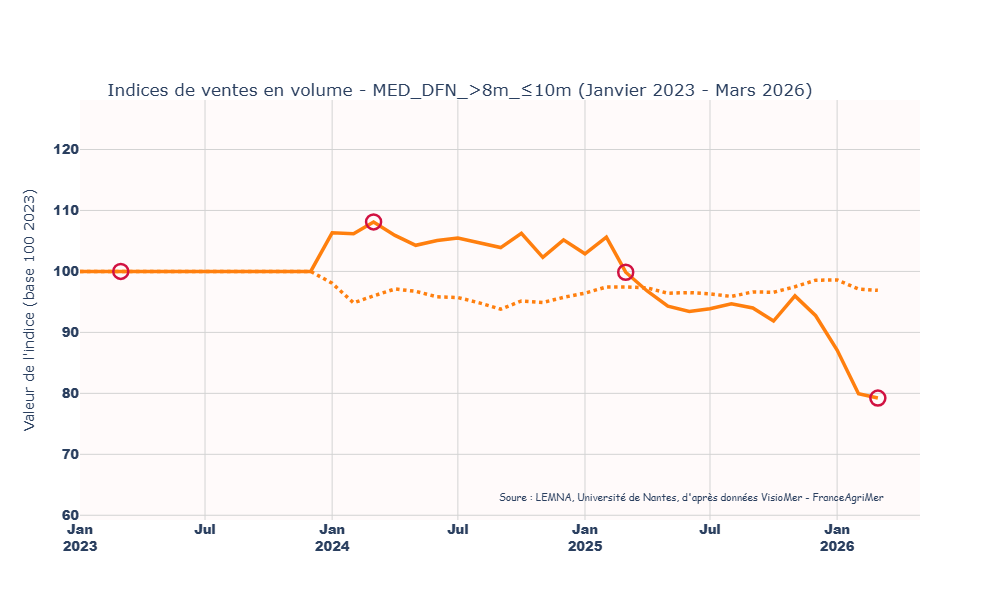 Indices de ventes en volume - MED_DFN_>8m_≤10m (Janvier 2023 - Mars 2026)
Valeur de l'indice (base 100 2023)
120
110
100
90
80
70
60
Soure : LEMNA, Université de Nantes, d'après données VisioMer - FranceAgriMer
Jan Jul Jan Jul Jan Jul Jan
2023 2024 2025 2026